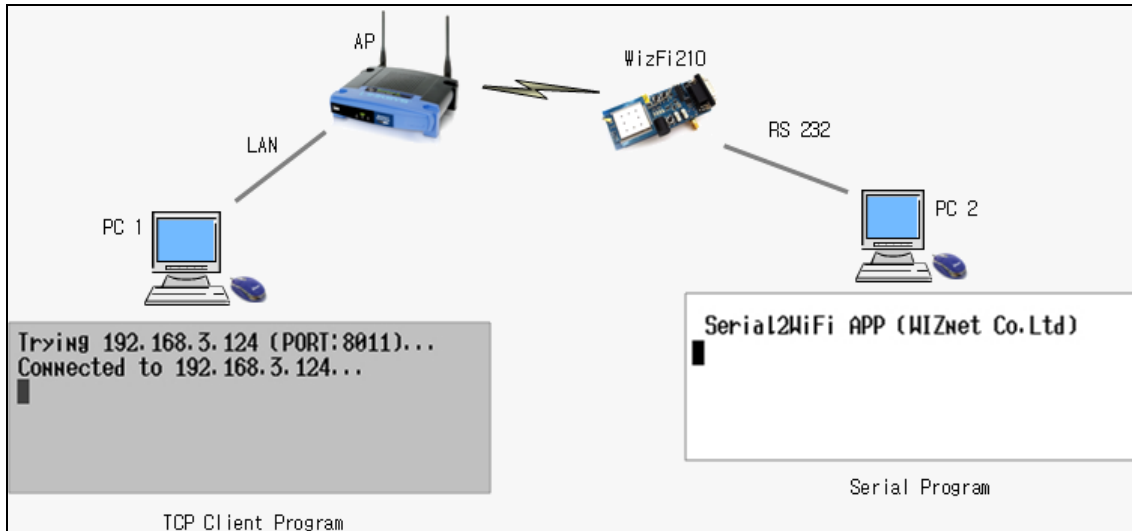 AP
WizFi210
LAN
RS 232
PC 1
PC 2
Trying 192.168.3.124 (PORT:8011)...
Connected to 192.168.3.124...
Serial2WiFi APP (WIZnet Co.Ltd)
Serial Program
TCP Client Program